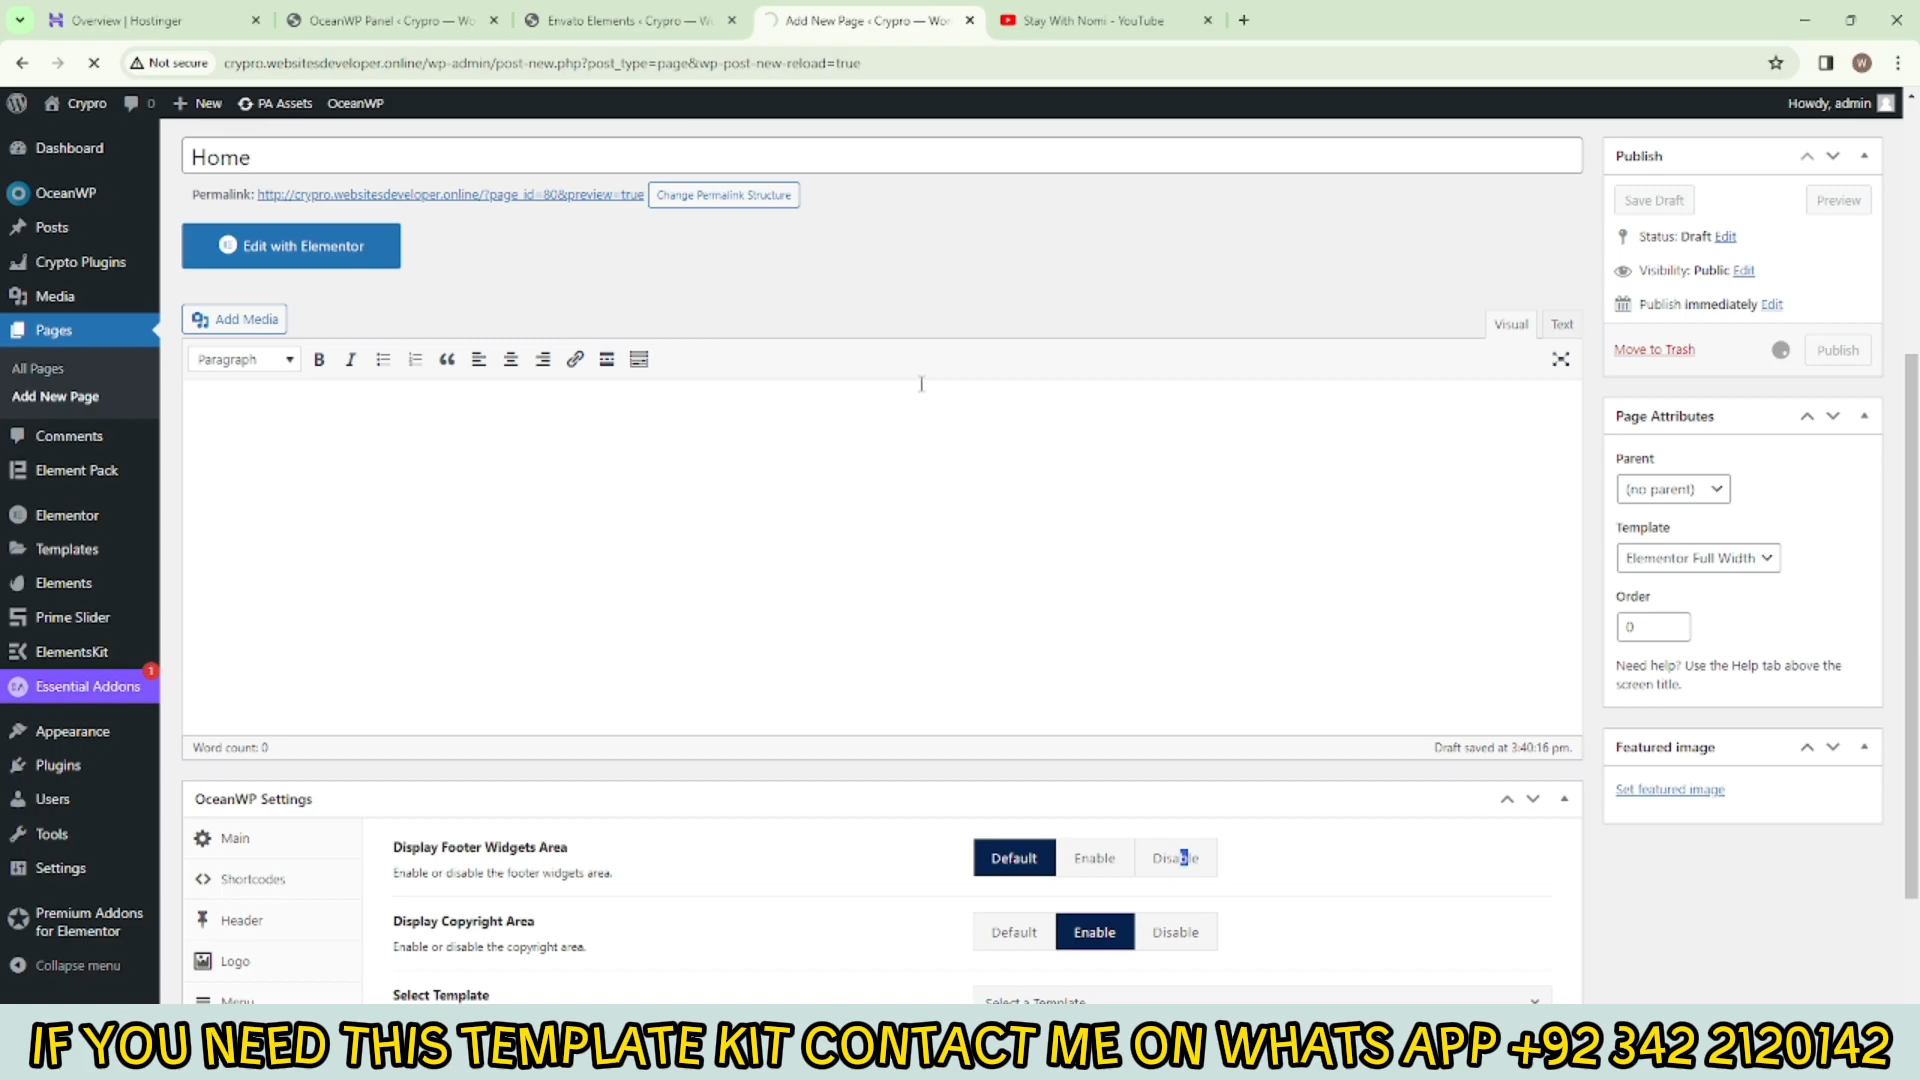 Overview | Hostinger
OceanWP Panel ‹ Crypro — Wo
Envato Elements ‹ Crypro — W
Add New Page ‹ Crypro — Wor
Stay With Nomi - YouTube
Not secure
crypro.websitesdeveloper.online/wp-admin/post-new.php?post_type=page&wp-post-new-reload=true
W
Crypro
0
New
PA Assets
OceanWP
Howdy, admin
Dashboard
OceanWP
Posts
Crypto Plugins
Media
Pages
All Pages
Add New Page
Comments
Element Pack
Elementor
Templates
Elements
Prime Slider
ElementsKit
Essential Addons
1
Appearance
Plugins
Users
Tools
Settings
Premium Addons
for Elementor
Collapse menu
Home
Permalink: http://crypro.websitesdeveloper.online/?page_id=80&preview=true
Change Permalink Structure
Edit with Elementor
Add Media
Visual
Text
Paragraph
B
I
Word count: 0
Draft saved at 3:40:16 pm.
OceanWP Settings
Main
Shortcodes
Header
Logo
Menu
Display Footer Widgets Area
Enable or disable the footer widgets area.
Default
Enable
Disable
Display Copyright Area
Enable or disable the copyright area.
Default
Enable
Disable
Select Template
Select a Template
Publish
Save Draft
Preview
Status: Draft Edit
Visibility: Public Edit
Publish immediately Edit
Move to Trash
Publish
Page Attributes
Parent
(no parent)
Template
Elementor Full Width
Order
0
Need help? Use the Help tab above the
screen title.
Featured image
Set featured image
IF YOU NEED THIS TEMPLATE KIT CONTACT ME ON WHATS APP +92 342 2120142